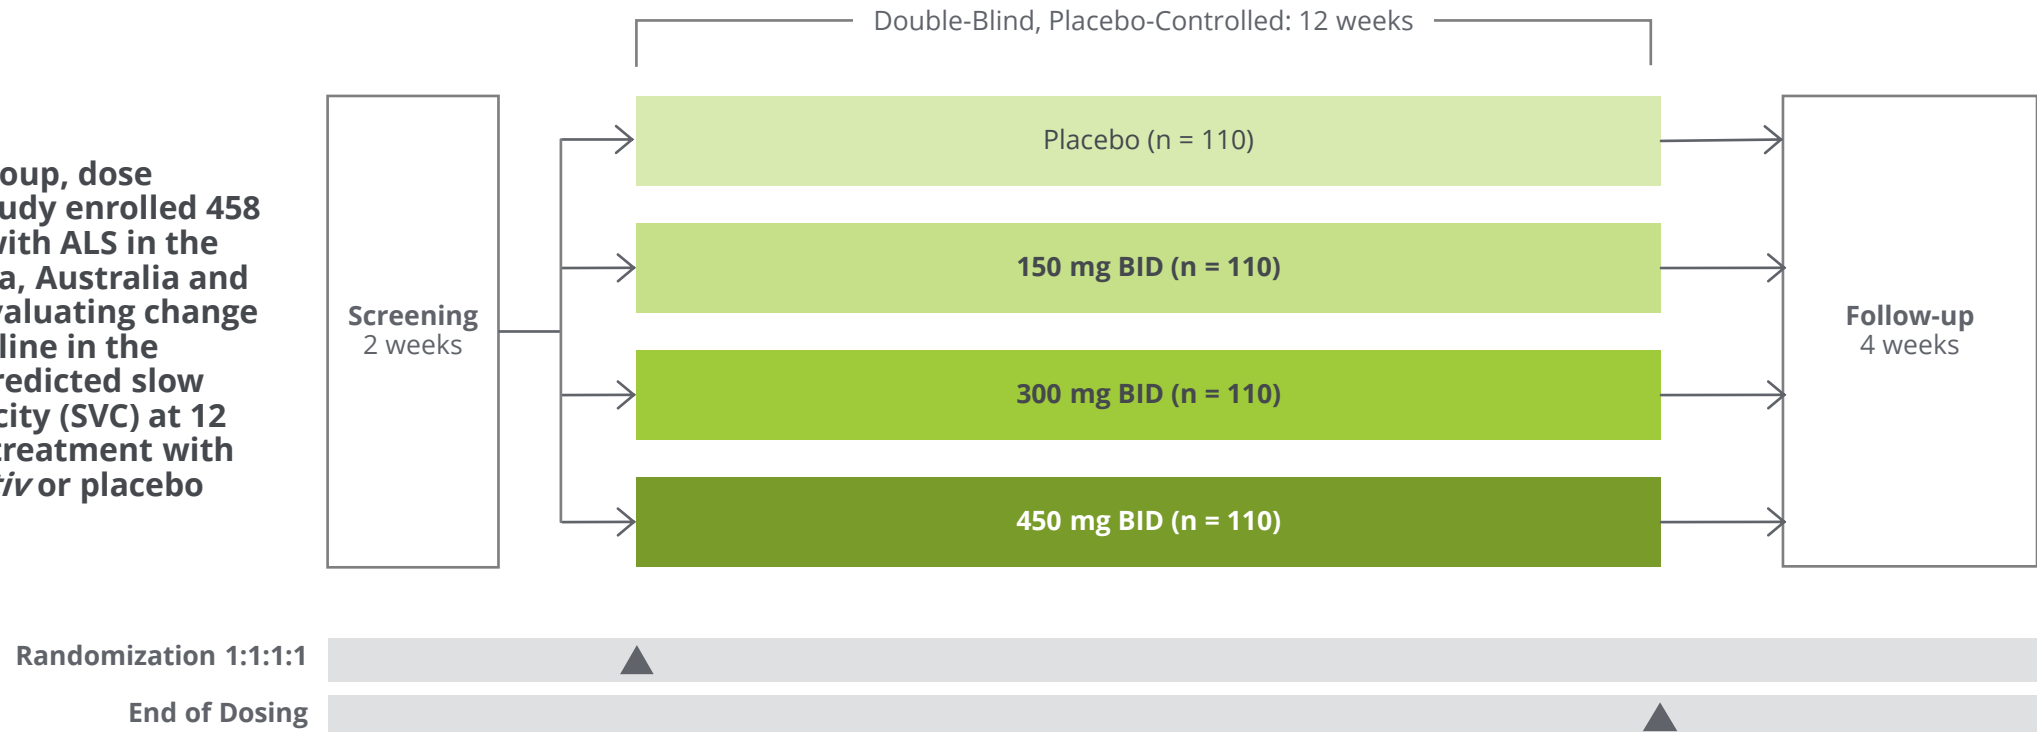 Double-Blind, Placebo-Controlled: 12 weeks
oup, dose
udy enrolled 458
with ALS in the
a, Australia and
valuating change
line in the
redicted slow
city (SVC) at 12
treatment with
tiv or placebo
Screening
2 weeks
Placebo (n = 110)
150 mg BID (n = 110)
300 mg BID (n = 110)
450 mg BID (n = 110)
Follow-up
4 weeks
Randomization 1:1:1:1
End of Dosing